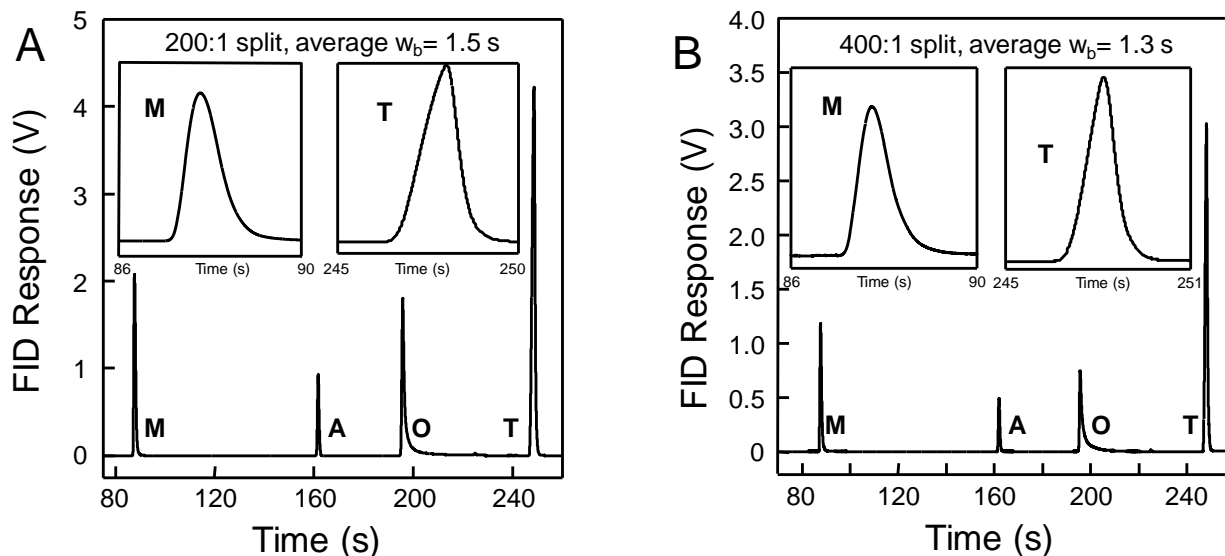 A
200:1 split, average wb= 1.5 s
FID Response (V)
5
4
3
2
1
0
M
86 Time (s) 90
T
245 Time (s) 250
M A O T
80 120 160 200 240
Time (s)
B
400:1 split, average wb= 1.3 s
FID Response (V)
4.0
3.5
3.0
2.5
2.0
1.5
1.0
0.5
0
M
86 Time (s) 90
T
245 Time (s) 251
M A O T
80 120 160 200 240
Time (s)